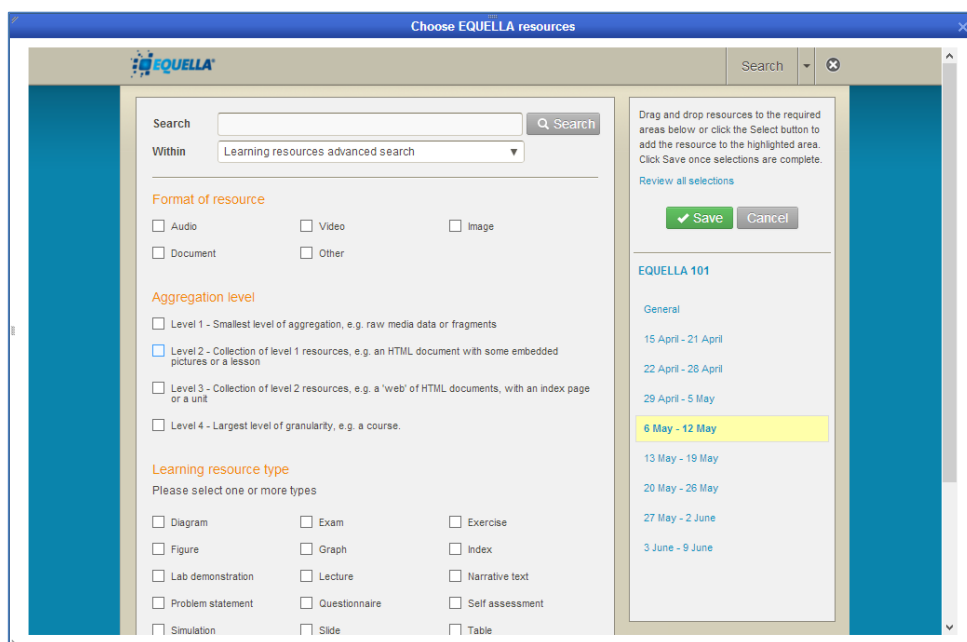 Choose EQUELLA resources
EQUELLA
Search
Search
Search
Within
Learning resources advanced search
Format of resource
Audio
Video
Image
Document
Other
Aggregation level
Level 1 - Smallest level of aggregation, e.g. raw media data or fragments
Level 2 - Collection of level 1 resources, e.g. an HTML document with some embedded
pictures or a lesson
Level 3 - Collection of level 2 resources, e.g. a 'web' of HTML documents, with an index page
or a unit
Level 4 - Largest level of granularity, e.g. a course.
Learning resource type
Please select one or more types
Diagram
Exam
Exercise
Figure
Graph
Index
Lab demonstration
Lecture
Narrative text
Problem statement
Questionnaire
Self assessment
Simulation
Slide
Table
Drag and drop resources to the required
areas below or click the Select button to
add the resource to the highlighted area.
Click Save once selections are complete.
Review all selections
Save
Cancel
EQUELLA 101
General
15 April - 21 April
22 April - 28 April
29 April - 5 May
6 May - 12 May
13 May - 19 May
20 May - 26 May
27 May - 2 June
3 June - 9 June